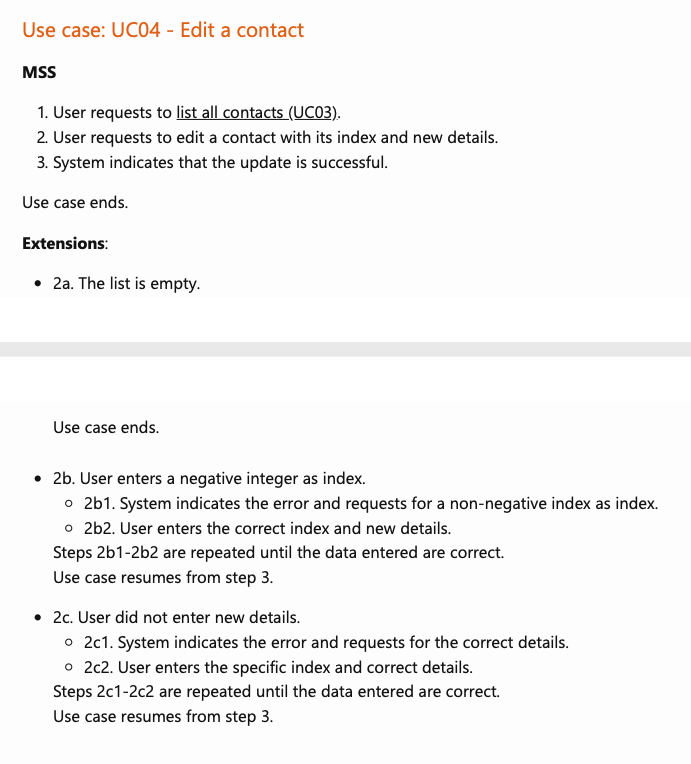 Use case: UC04 - Edit a contact
MSS
1. User requests to list all contacts (UC03).
2. User requests to edit a contact with its index and new details.
3. System indicates that the update is successful.
Use case ends.
Extensions:
• 2a. The list is empty.
Use case ends.
• 2b. User enters a negative integer as index.
○ 2b1. System indicates the error and requests for a non-negative index as index.
○ 2b2. User enters the correct index and new details.
Steps 2b1-2b2 are repeated until the data entered are correct.
Use case resumes from step 3.
• 2c. User did not enter new details.
○ 2c1. System indicates the error and requests for the correct details.
○ 2c2. User enters the specific index and correct details.
Steps 2c1-2c2 are repeated until the data entered are correct.
Use case resumes from step 3.